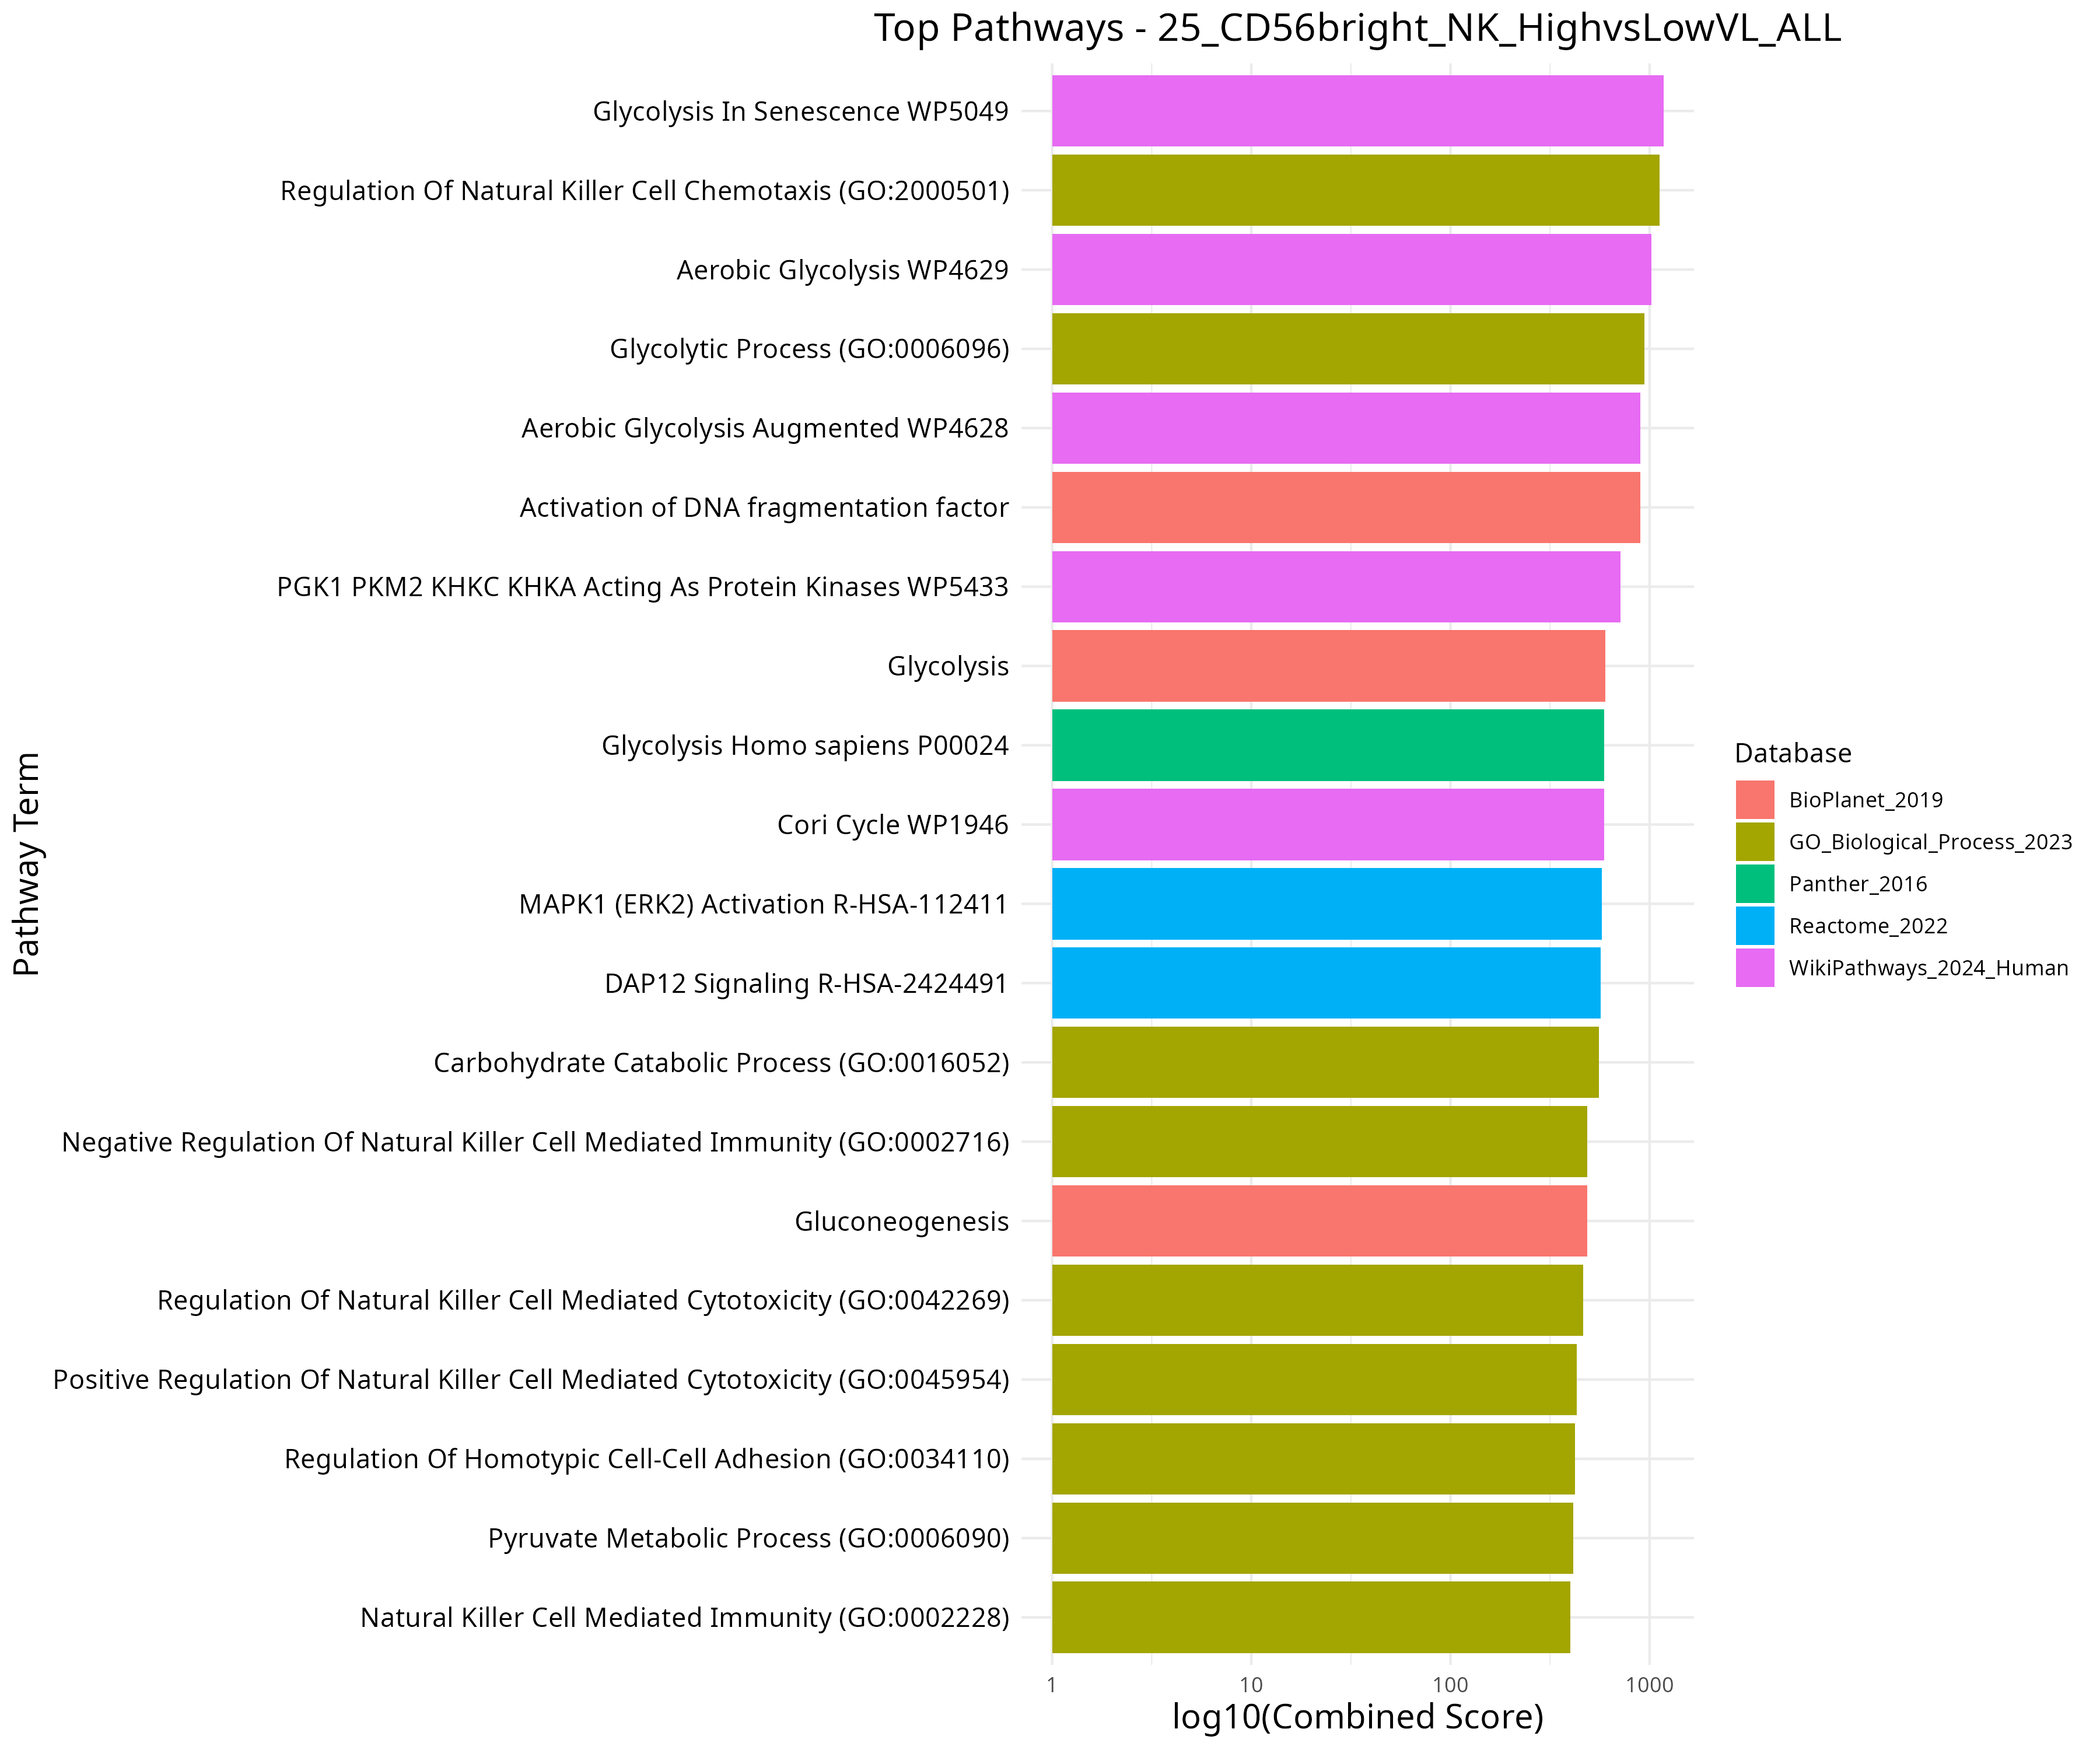 Top Pathways - 25_CD56bright_NK_HighvsLowVL_ALL
Pathway Term
Glycolysis In Senescence WP5049
Regulation Of Natural Killer Cell Chemotaxis (GO:2000501)
Aerobic Glycolysis WP4629
Glycolytic Process (GO:0006096)
Aerobic Glycolysis Augmented WP4628
Activation of DNA fragmentation factor
PGK1 PKM2 KHKC KHKA Acting As Protein Kinases WP5433
Glycolysis
Glycolysis Homo sapiens P00024
Cori Cycle WP1946
MAPK1 (ERK2) Activation R-HSA-112411
DAP12 Signaling R-HSA-2424491
Carbohydrate Catabolic Process (GO:0016052)
Negative Regulation Of Natural Killer Cell Mediated Immunity (GO:0002716)
Gluconeogenesis
Regulation Of Natural Killer Cell Mediated Cytotoxicity (GO:0042269)
Positive Regulation Of Natural Killer Cell Mediated Cytotoxicity (GO:0045954)
Regulation Of Homotypic Cell-Cell Adhesion (GO:0034110)
Pyruvate Metabolic Process (GO:0006090)
Natural Killer Cell Mediated Immunity (GO:0002228)
1 10 100 1000
log10(Combined Score)
Database
BioPlanet_2019
GO_Biological_Process_2023
Panther_2016
Reactome_2022
WikiPathways_2024_Human